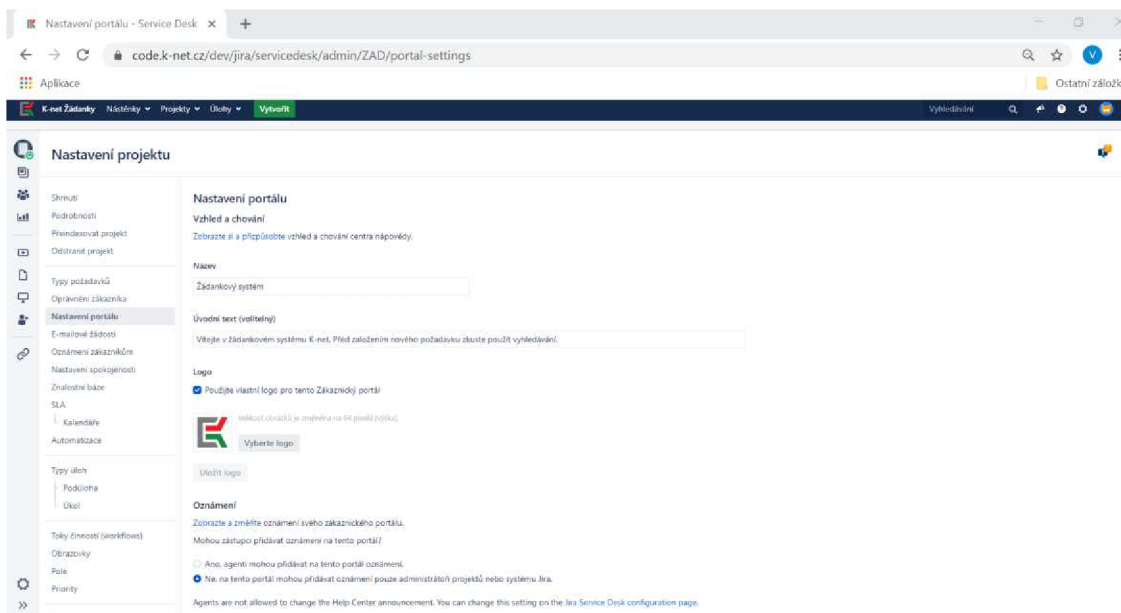 Nastavení portálu - Service Desk
code.k-net.cz/dev/jira/servicedesk/admin/ZAD/portal-settings
V
Aplikace
Ostatní záložk
K-net Žádanky Nástěnky Projekty Úlohy Vytvořit
Vyhledávání
Nastavení projektu
Shrnutí
Podrobnosti
Přeindexovat projekt
Odstranit projekt
Typy požadavků
Oprávnění zákazníka
Nastavení portálu
E-mailové žádosti
Oznámení zákazníkům
Nastavení spokojenosti
Znalostní báze
SLA
Kalendáře
Automatizace
Typy úloh
Podúloha
Úkol
Toky činností (workflows)
Obrazovky
Pole
Priority
Nastavení portálu
Vzhled a chování
Zobrazte si a přizpůsobte vzhled a chování centra nápovědy.
Název
Žádankový systém
Úvodní text (volitelný)
Vítejte v žádankovém systému K-net. Před založením nového požadavku zkuste použít vyhledávání.
Logo
Použijte vlastní logo pro tento Zákaznický portál
Velikost obrázků je změněna na 64 pixelů (výška).
Vyberte logo
Uložit logo
Oznámení
Zobrazte a změňte oznámení svého zákaznického portálu.
Mohou zástupci přidávat oznámení na tento portál?
Ano, agenti mohou přidávat na tento portál oznámení.
Ne, na tento portál mohou přidávat oznámení pouze administrátoři projektů nebo systému Jira.
Agents are not allowed to change the Help Center announcement. You can change this setting on the Jira Service Desk configuration page.